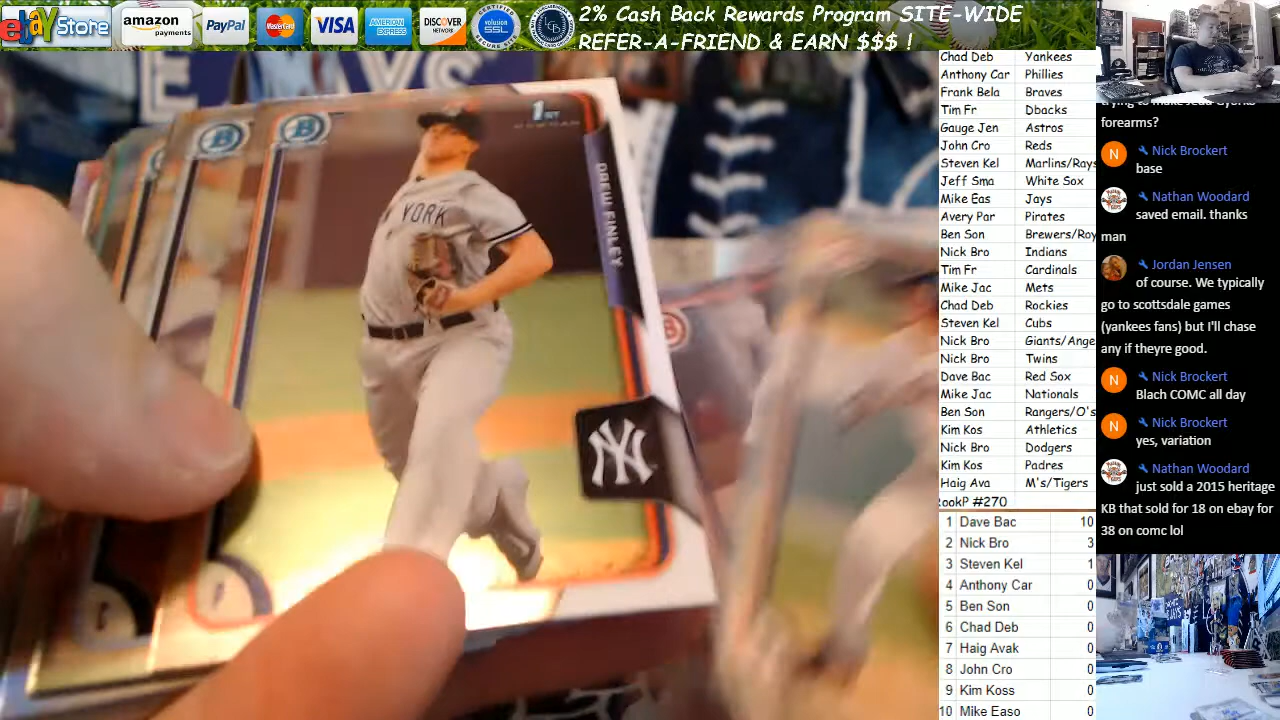 ebay Store
amazon payments
PayPal
MasterCard
VISA
AMERICAN EXPRESS
DISCOVER NETWORK
volusion SSL
2% Cash Back Rewards Program SITE-WIDE
REFER-A-FRIEND & EARN $$$ !
1ST
BOWMAN
DREW FINLEY
YORK
NY
Chad Deb Yankees
Anthony Car Phillies
Frank Bela Braves
Tim Fr Dbacks
Gauge Jen Astros
John Cro Reds
Steven Kel Marlins/Rays
Jeff Sma White Sox
Mike Eas Jays
Avery Par Pirates
Ben Son Brewers/Roy
Nick Bro Indians
Tim Fr Cardinals
Mike Jac Mets
Chad Deb Rockies
Steven Kel Cubs
Nick Bro Giants/Ange
Nick Bro Twins
Dave Bac Red Sox
Mike Jac Nationals
Ben Son Rangers/O's
Kim Kos Athletics
Nick Bro Dodgers
Kim Kos Padres
Haig Ava M's/Tigers
RookP #270
1 Dave Bac 10
2 Nick Bro 3
3 Steven Kel 1
4 Anthony Car 0
5 Ben Son 0
6 Chad Deb 0
7 Haig Avak 0
8 John Cro 0
9 Kim Koss 0
10 Mike Easo 0
forearms?
N Nick Brockert
base
Nathan Woodard
saved email. thanks
man
Jordan Jensen
of course. We typically
go to scottsdale games
(yankees fans) but I'll chase
any if theyre good.
N Nick Brockert
Blach COMC all day
N Nick Brockert
yes, variation
Nathan Woodard
just sold a 2015 heritage
KB that sold for 18 on ebay for
38 on comc lol